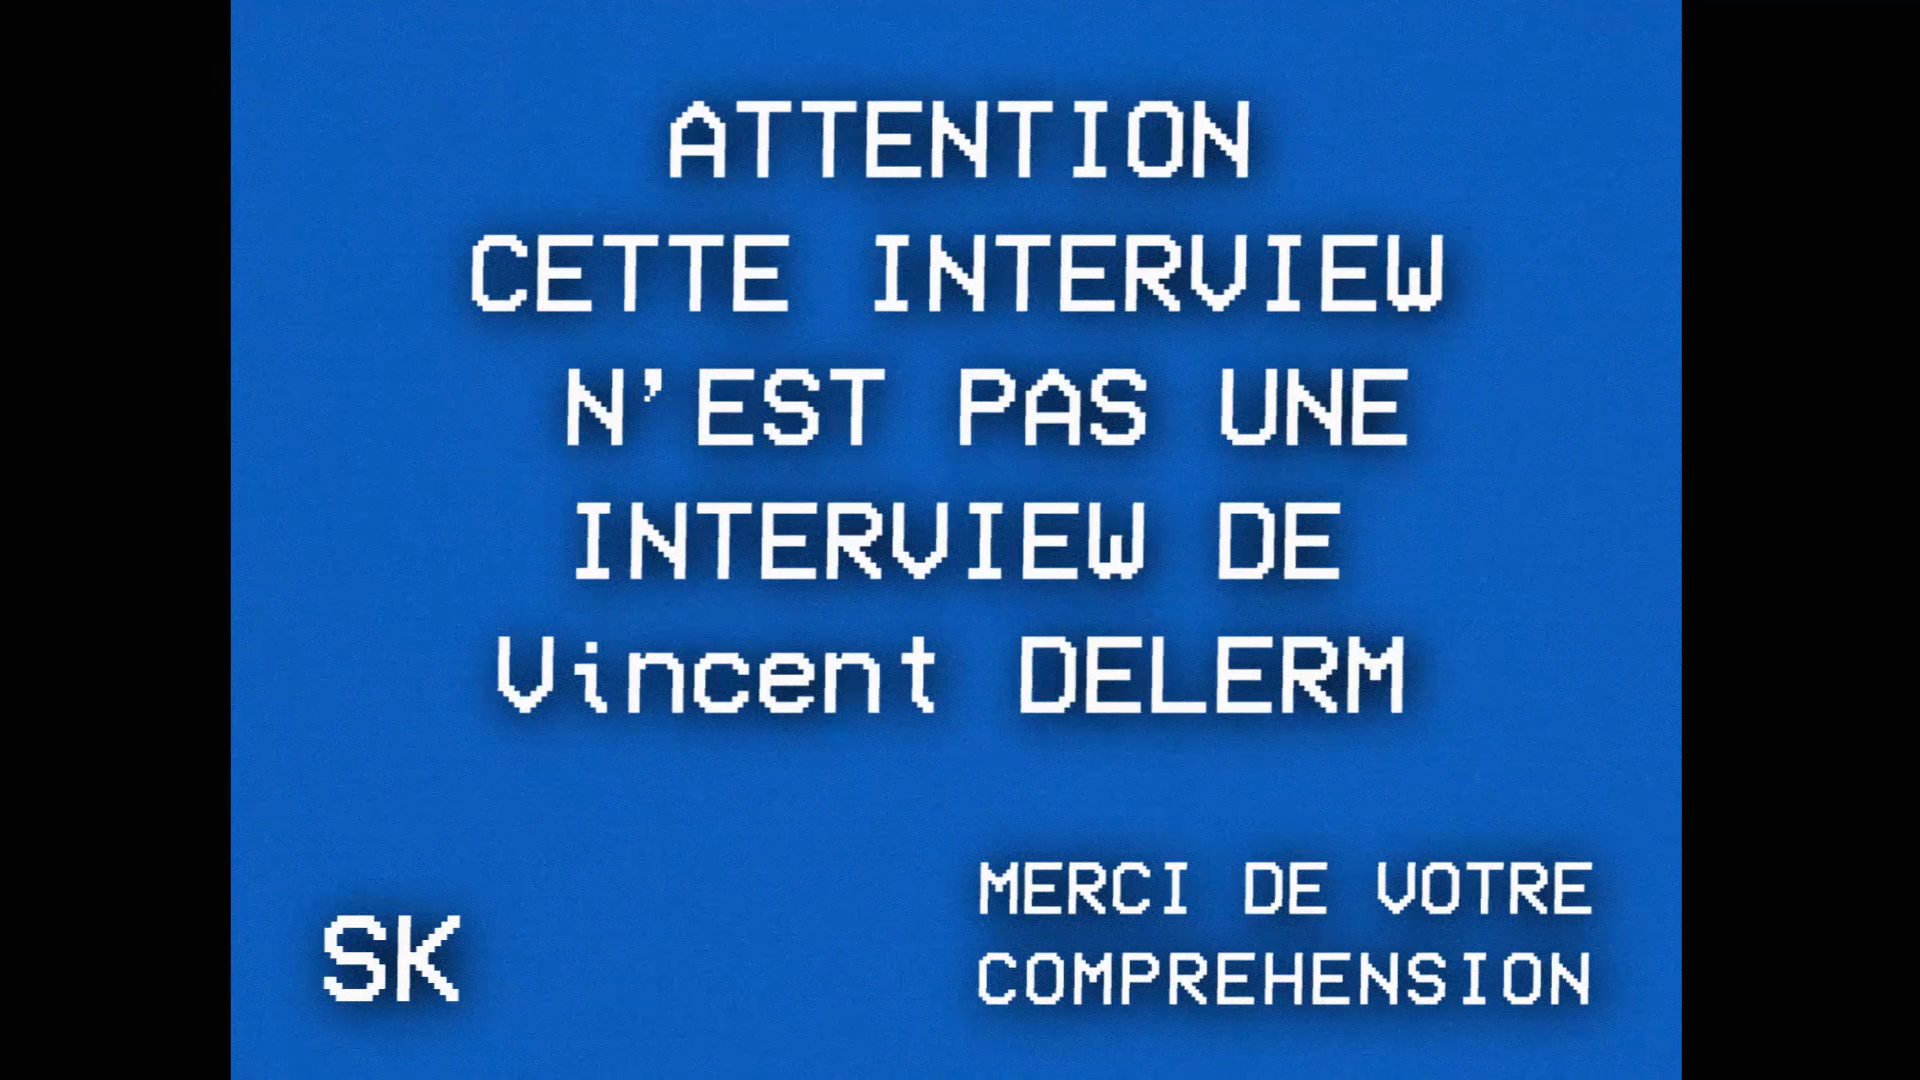 ATTENTION
CETTE INTERVIEW
N'EST PAS UNE
INTERVIEW DE
Vincent DELERM
MERCI DE VOTRE
COMPREHENSION
SK